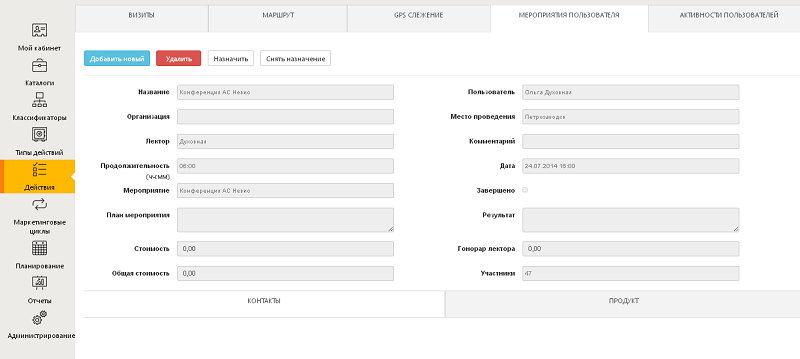 ВИЗИТЫ
МАРШРУТ
GPS СЛЕЖЕНИЕ
МЕРОПРИЯТИЯ ПОЛЬЗОВАТЕЛЯ
АКТИВНОСТИ ПОЛЬЗОВАТЕЛЕЙ
Мой кабинет
Каталоги
Классификаторы
Типы действий
Действия
Маркетинговые
циклы
Планирование
Отчеты
Администрирование
Добавить новый
Удалить
Назначить
Снять назначение
Название
Конференция АС Некис
Пользователь
Ольга Духовная
Организация
Место проведения
Петрозаводск
Лектор
Духовная
Комментарий
Продолжительность
(чч:мм)
06:00
Дата
24.07.2014 18:00
Мероприятие
Конференция АС Некис
Завершено
План мероприятия
Результат
Стоимость
0,00
Гонорар лектора
0,00
Общая стоимость
0,00
Участники
47
КОНТАКТЫ
ПРОДУКТ